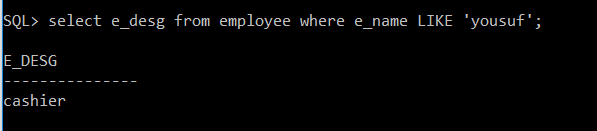 SQL> select e_desg from employee where e_name LIKE 'yousuf';
E_DESG
---------------
cashier